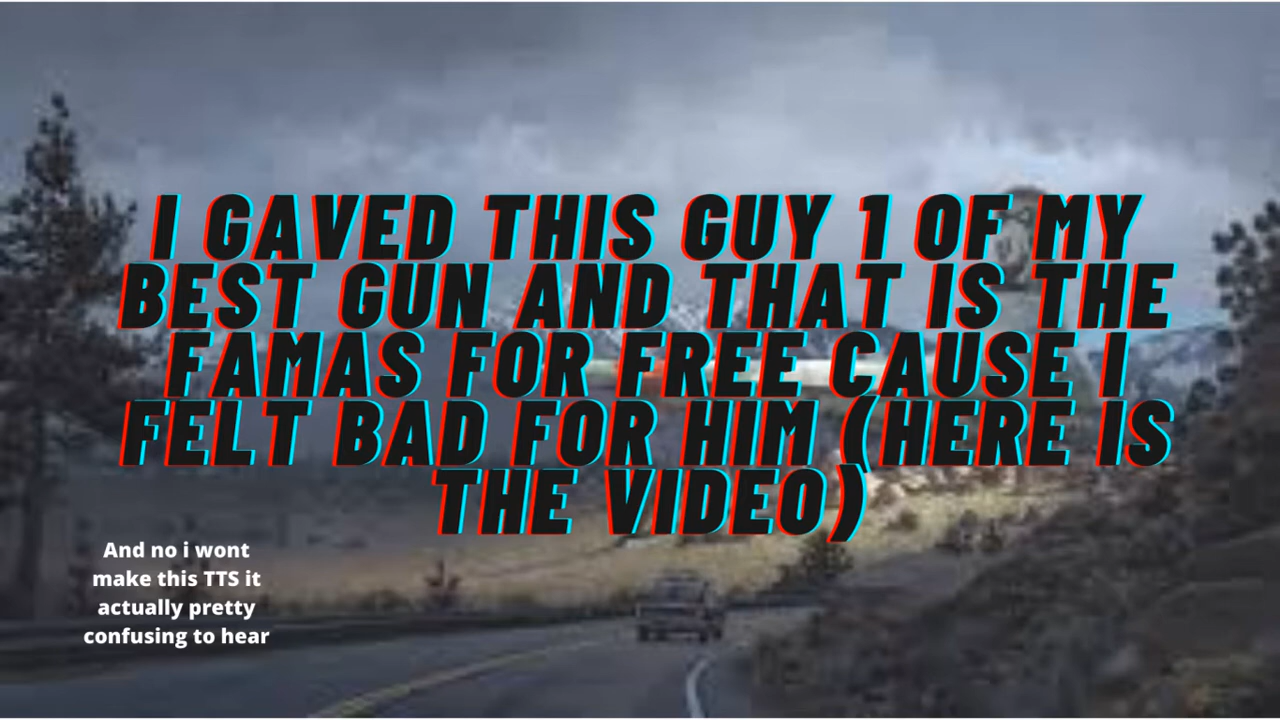 I GAVED THIS GUY 1 OF MY
BEST GUN AND THAT IS THE
FAMAS FOR FREE CAUSE I
FELT BAD FOR HIM (HERE IS
THE VIDEO)
And no i wont
make this TTS it
actually pretty
confusing to hear